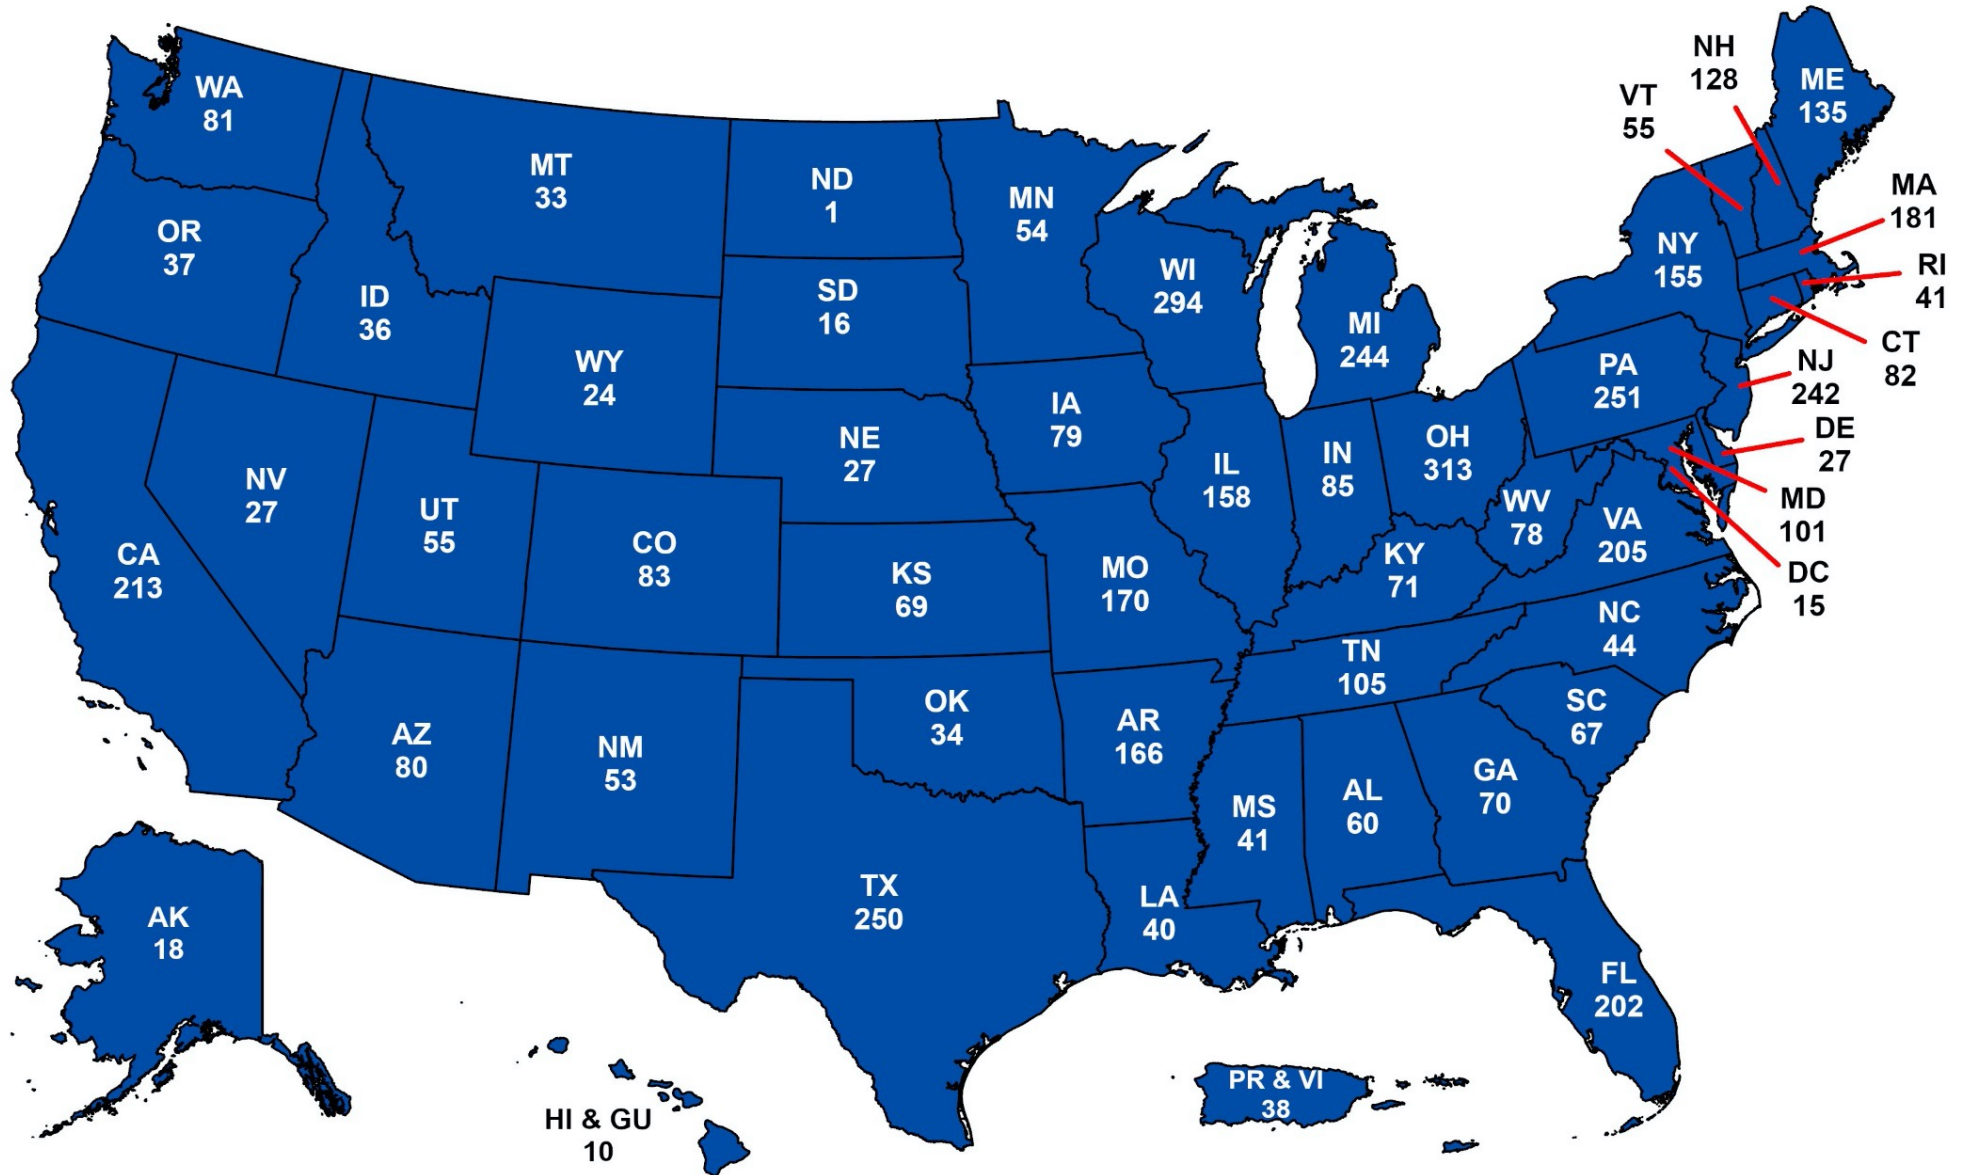 WA
81
OR
37
CA
213
ID
36
NV
27
MT
33
WY
24
UT
55
CO
83
AZ
80
NM
53
ND
1
SD
16
NE
27
KS
69
OK
34
TX
250
MN
54
IA
79
MO
170
AR
166
LA
40
WI
294
IL
158
MI
244
IN
85
OH
313
KY
71
TN
105
MS
41
AL
60
GA
70
FL
202
SC
67
NC
44
VA
205
WV
78
PA
251
NY
155
VT
55
NH
128
ME
135
MA
181
RI
41
CT
82
NJ
242
DE
27
MD
101
DC
15
AK
18
HI & GU
10
PR & VI
38